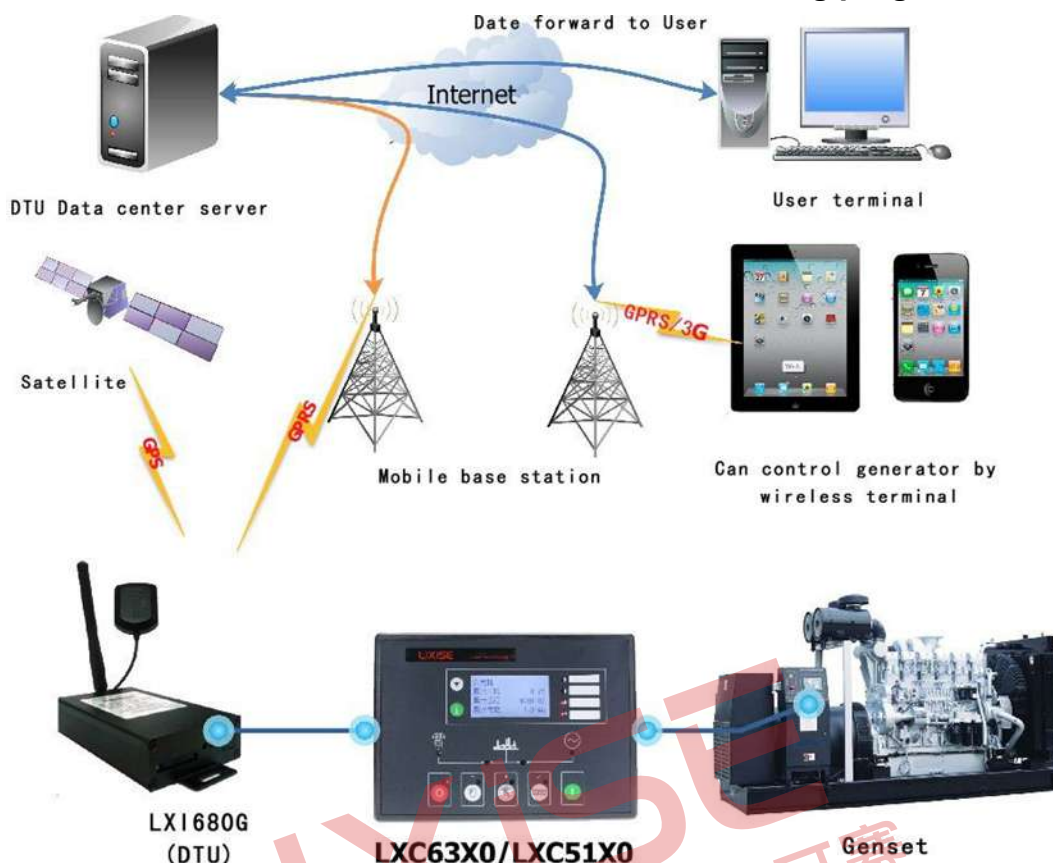 Date forward to User
Internet
DTU Data center server
User terminal
GPRS/3G
Satellite
GPS
GPRS
Mobile base station
Can control generator by
wireless terminal
LIXISE
LXI680G
(DTU)
LXC63X0/LXC51X0
Genset